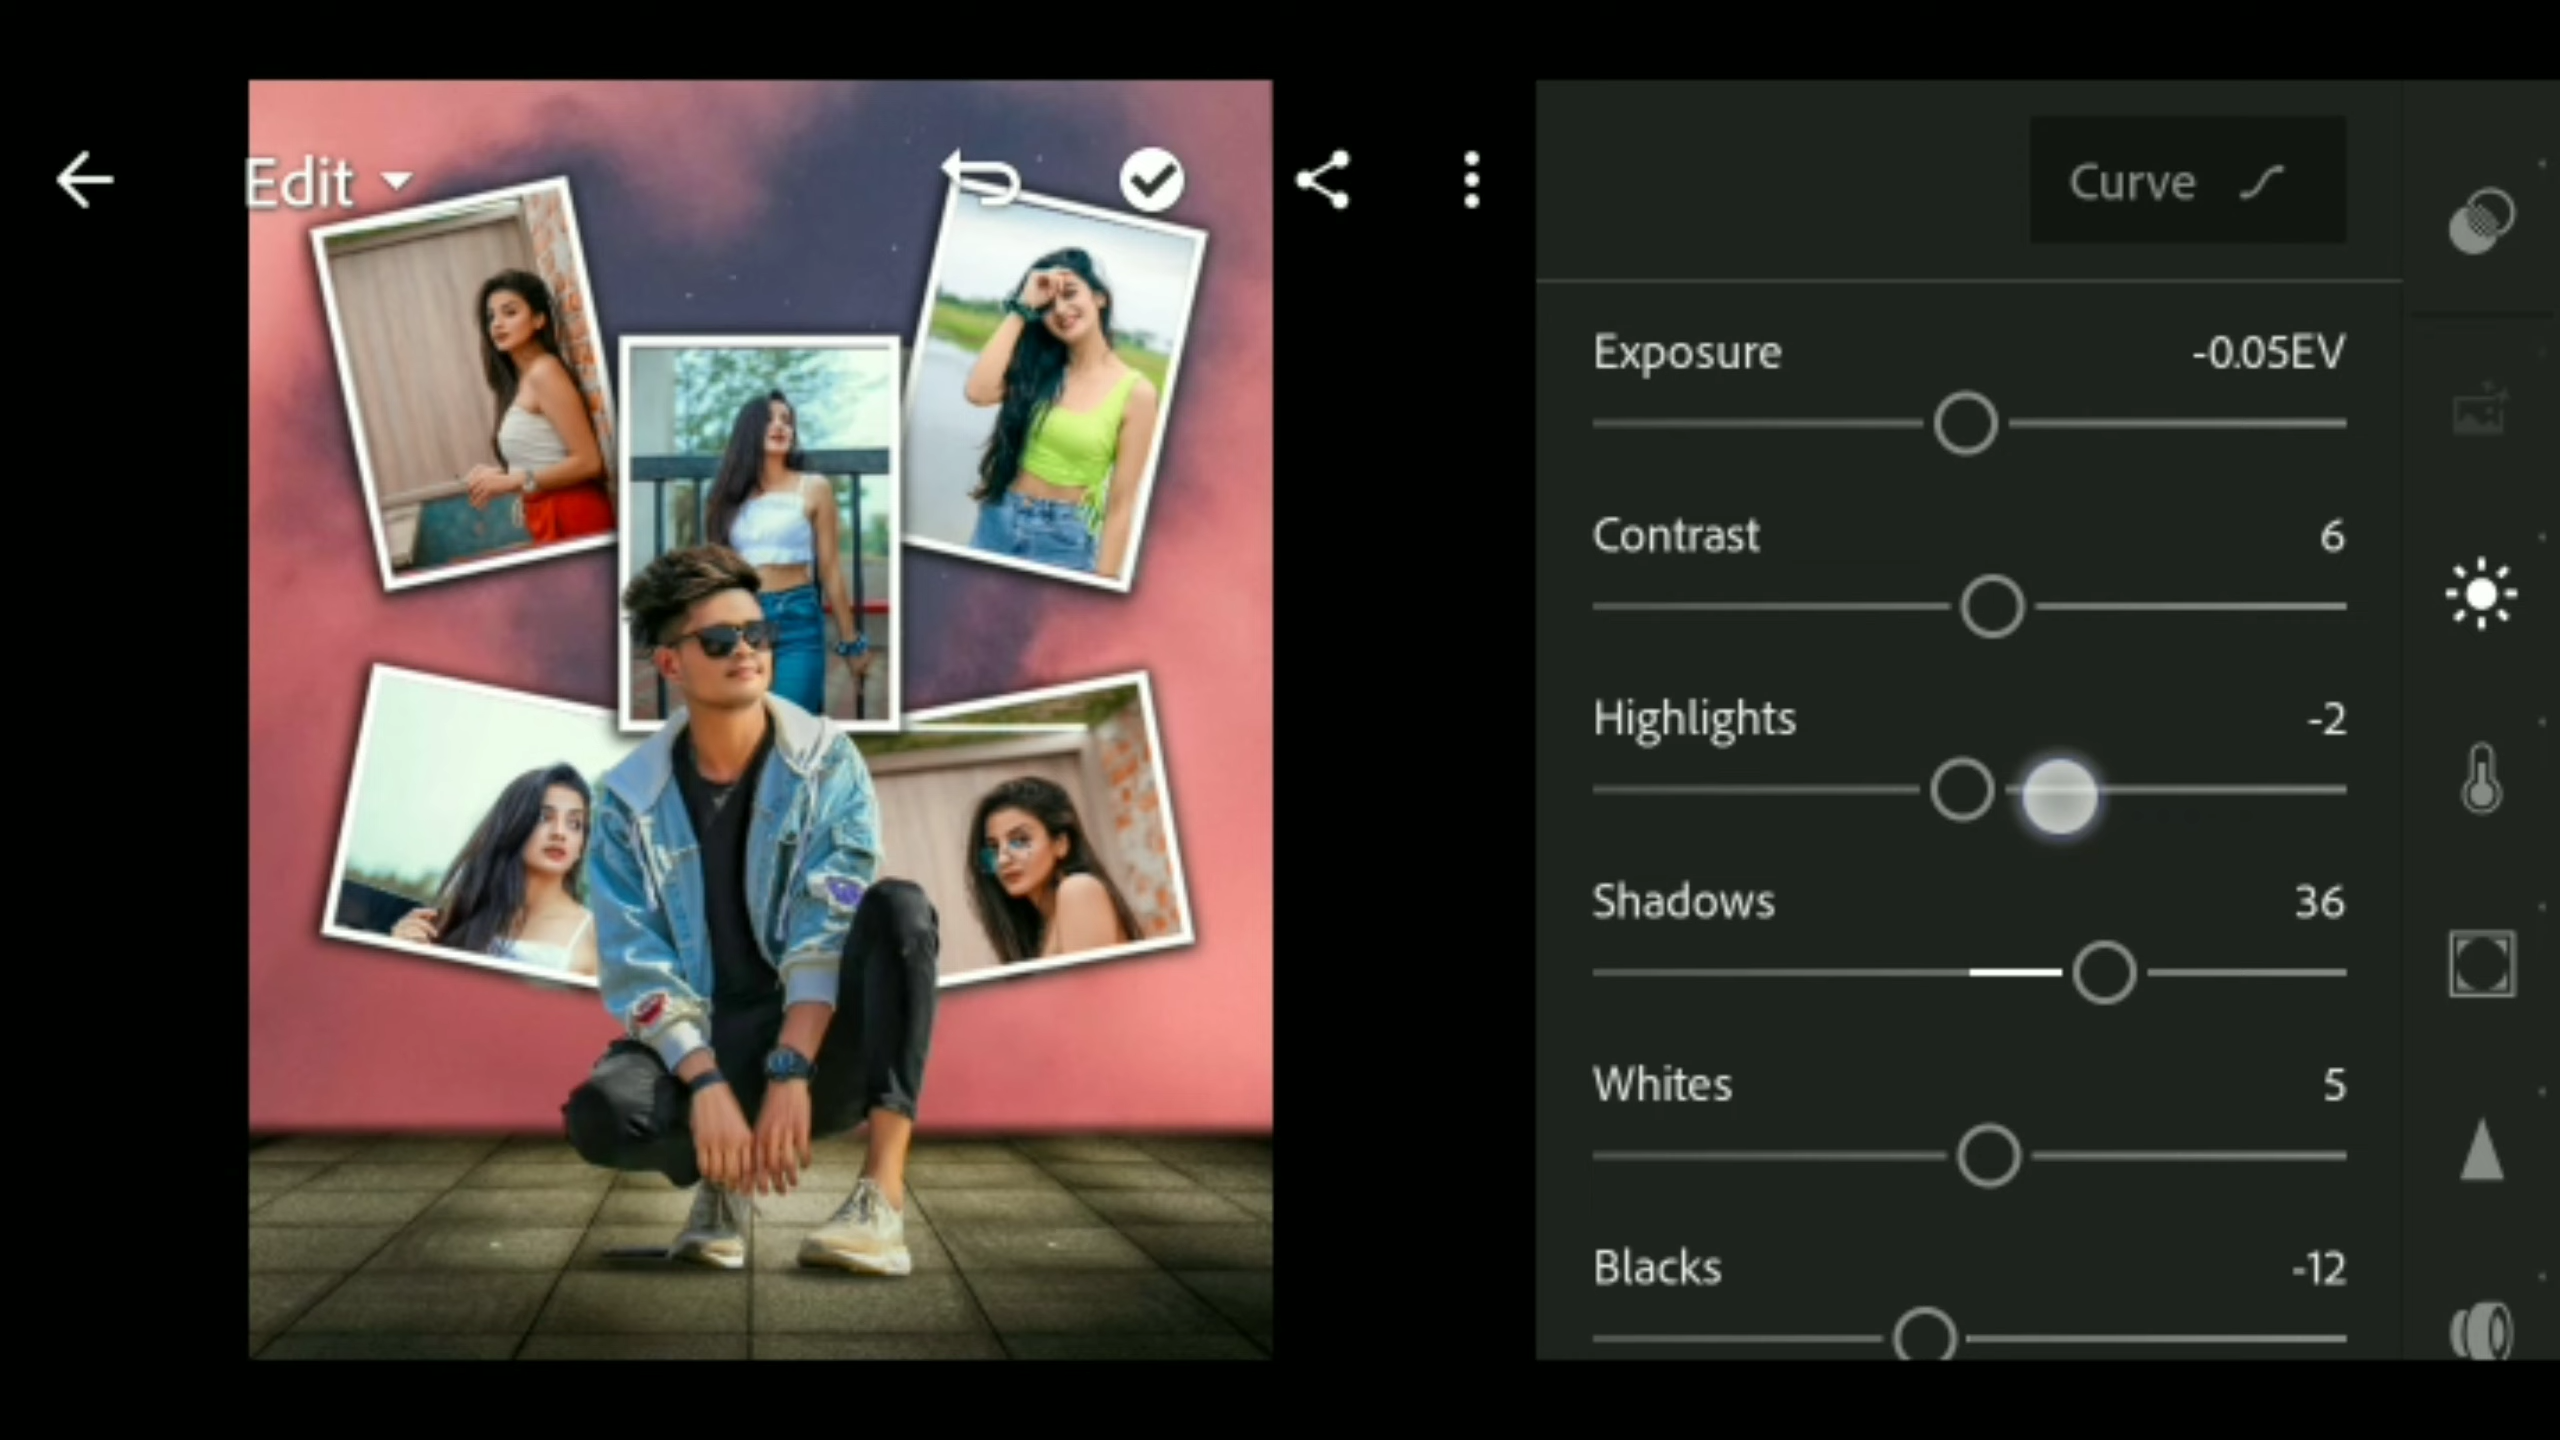 Edit
Curve
Exposure -0.05EV
Contrast 6
Highlights -2
Shadows 36
Whites 5
Blacks -12